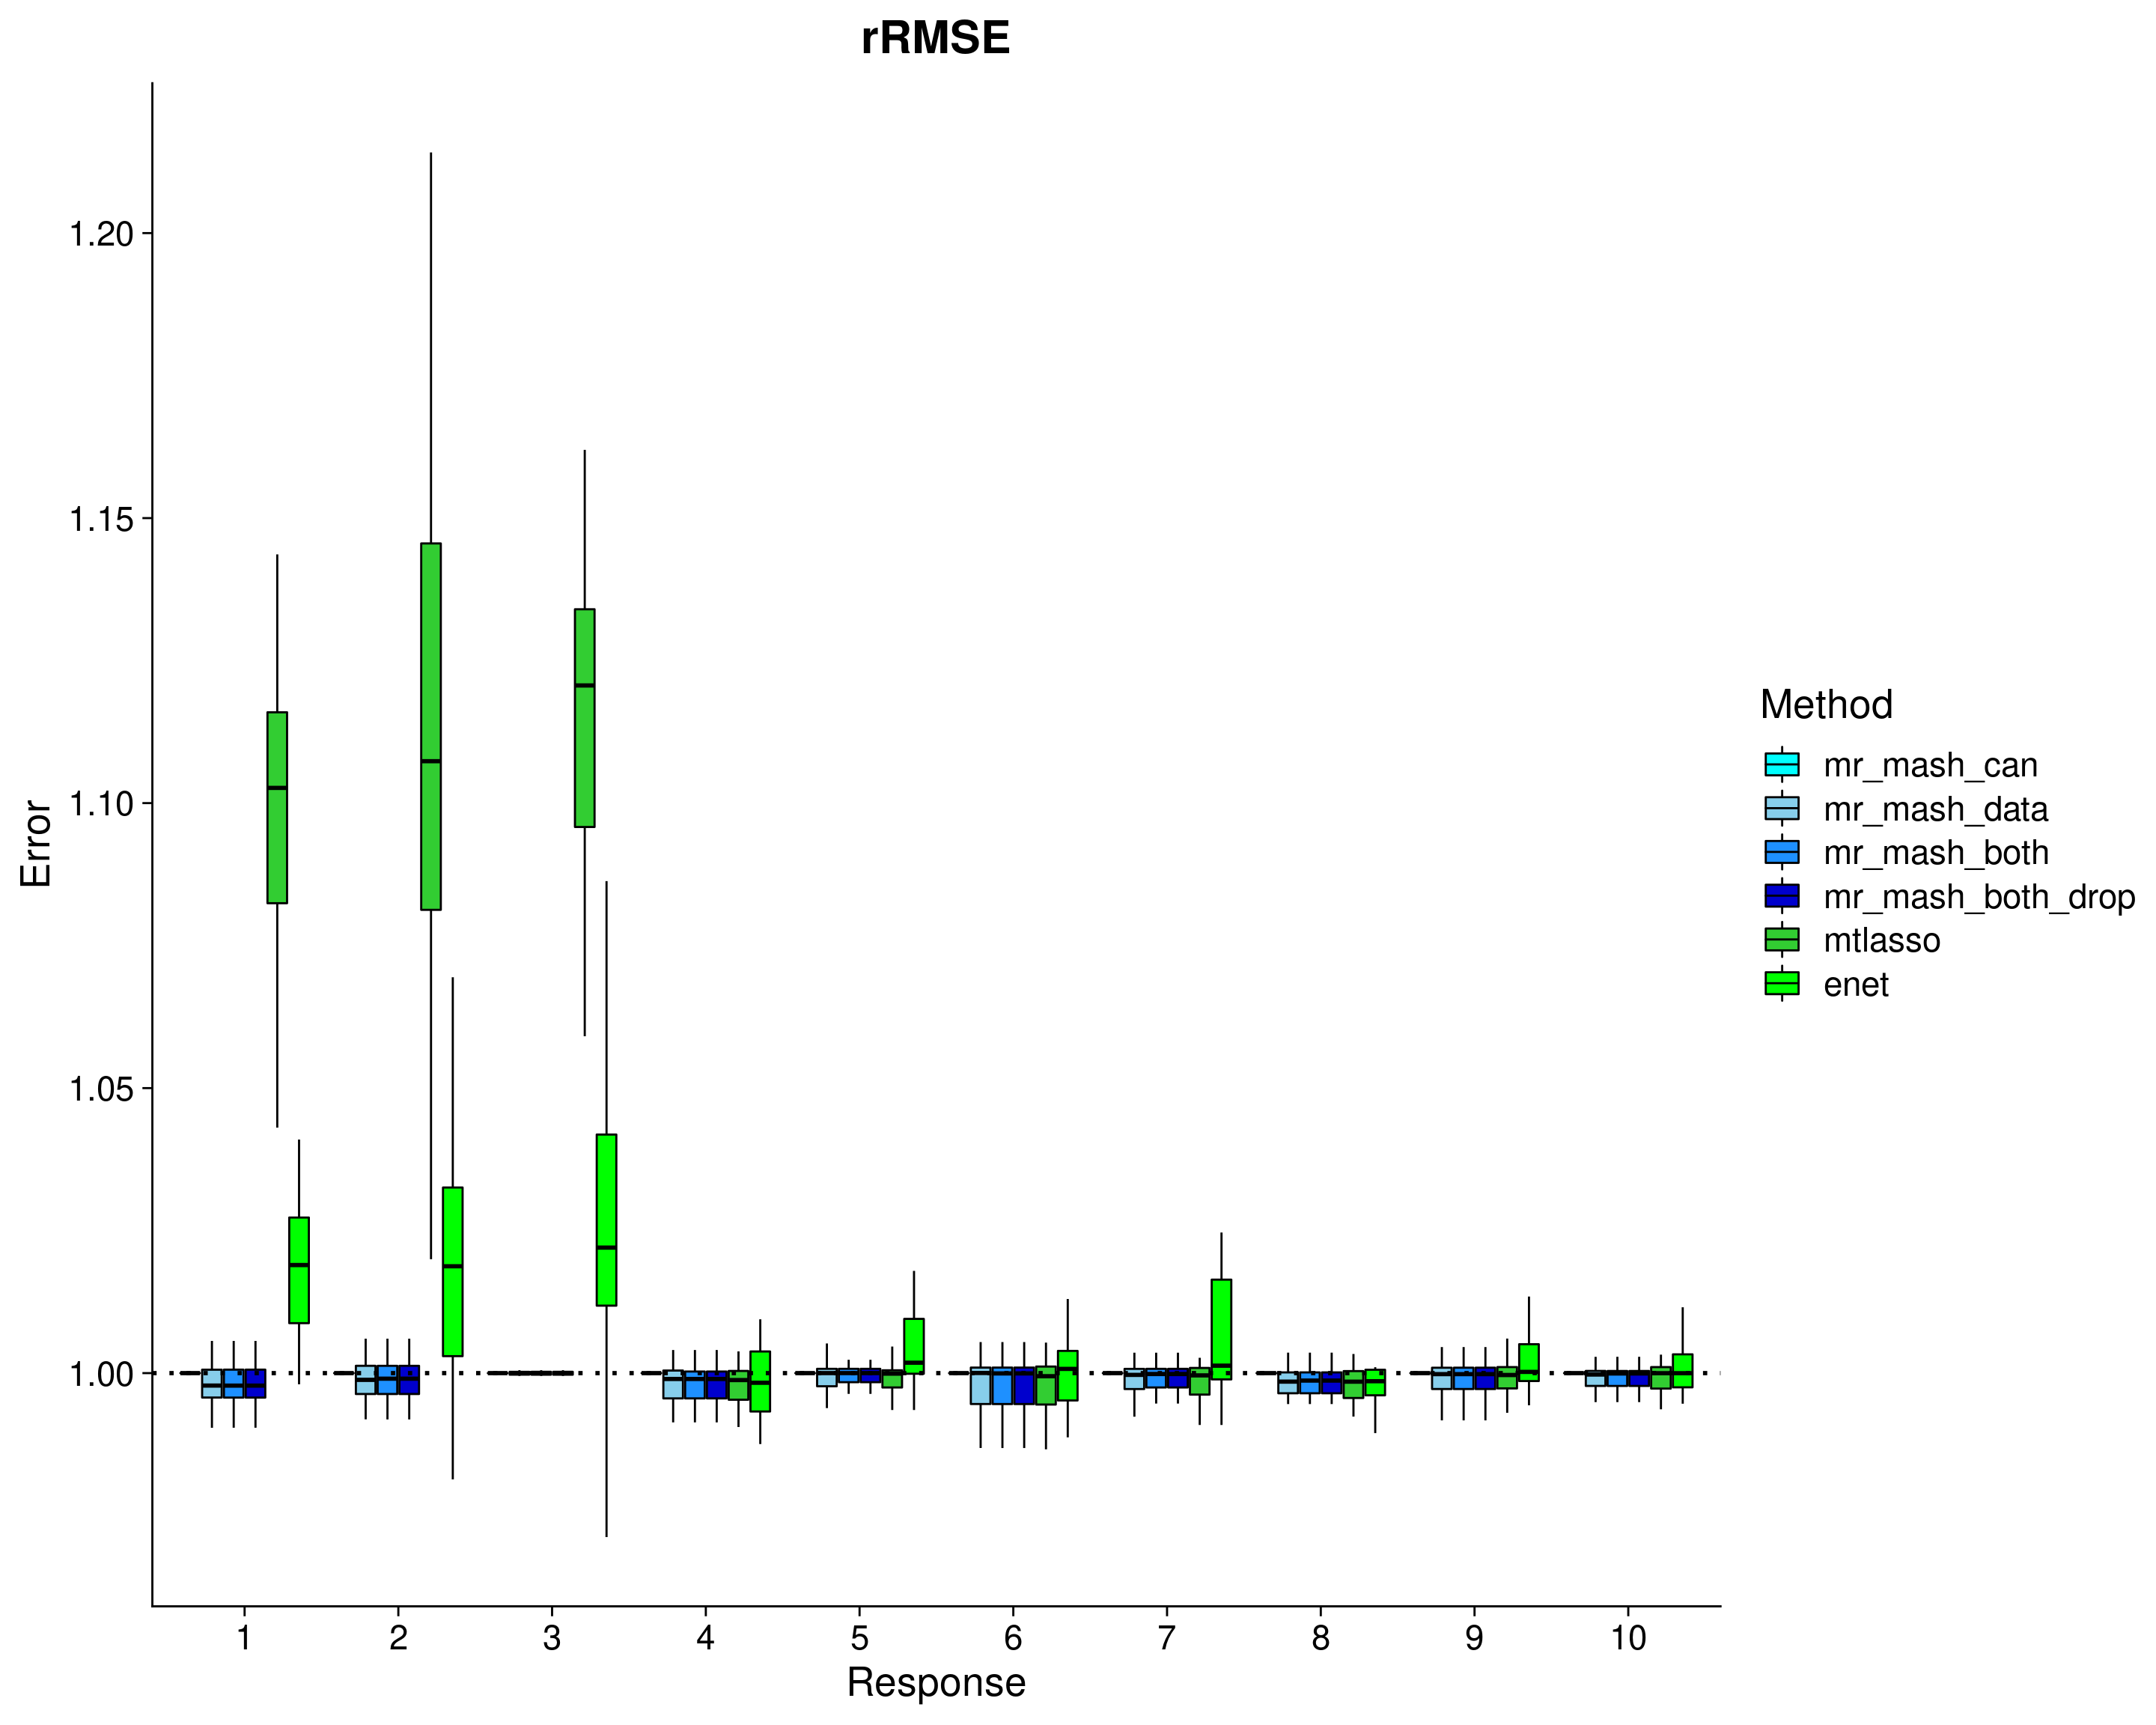 rRMSE
Error
1.20
1.15
1.10
1.05
1.00
1 2 3 4 5 6 7 8 9 10
Response
Method
mr_mash_can
mr_mash_data
mr_mash_both
mr_mash_both_drop
mtlasso
enet